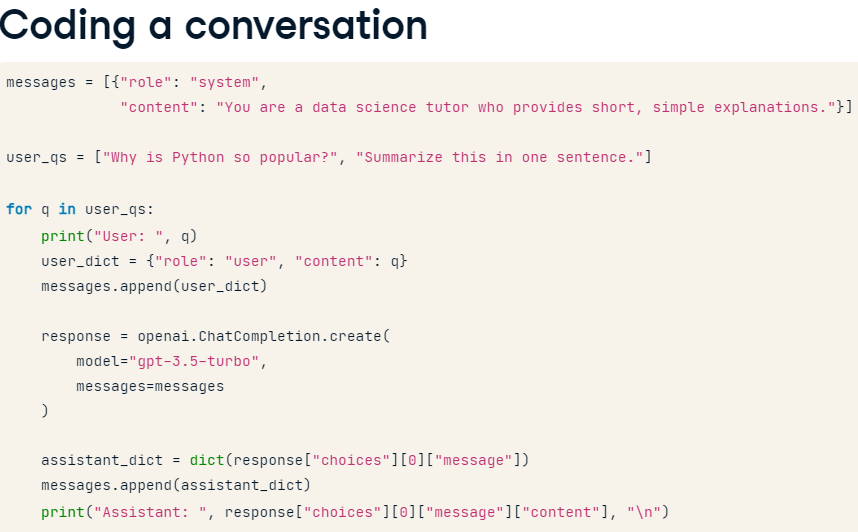 Coding a conversation
messages = [{"role": "system",
             "content": "You are a data science tutor who provides short, simple explanations."}]
user_qs = ["Why is Python so popular?", "Summarize this in one sentence."]
for q in user_qs:
    print("User: ", q)
    user_dict = {"role": "user", "content": q}
    messages.append(user_dict)
    response = openai.ChatCompletion.create(
        model="gpt-3.5-turbo",
        messages=messages
    )
    assistant_dict = dict(response["choices"][0]["message"])
    messages.append(assistant_dict)
    print("Assistant: ", response["choices"][0]["message"]["content"], "\n")